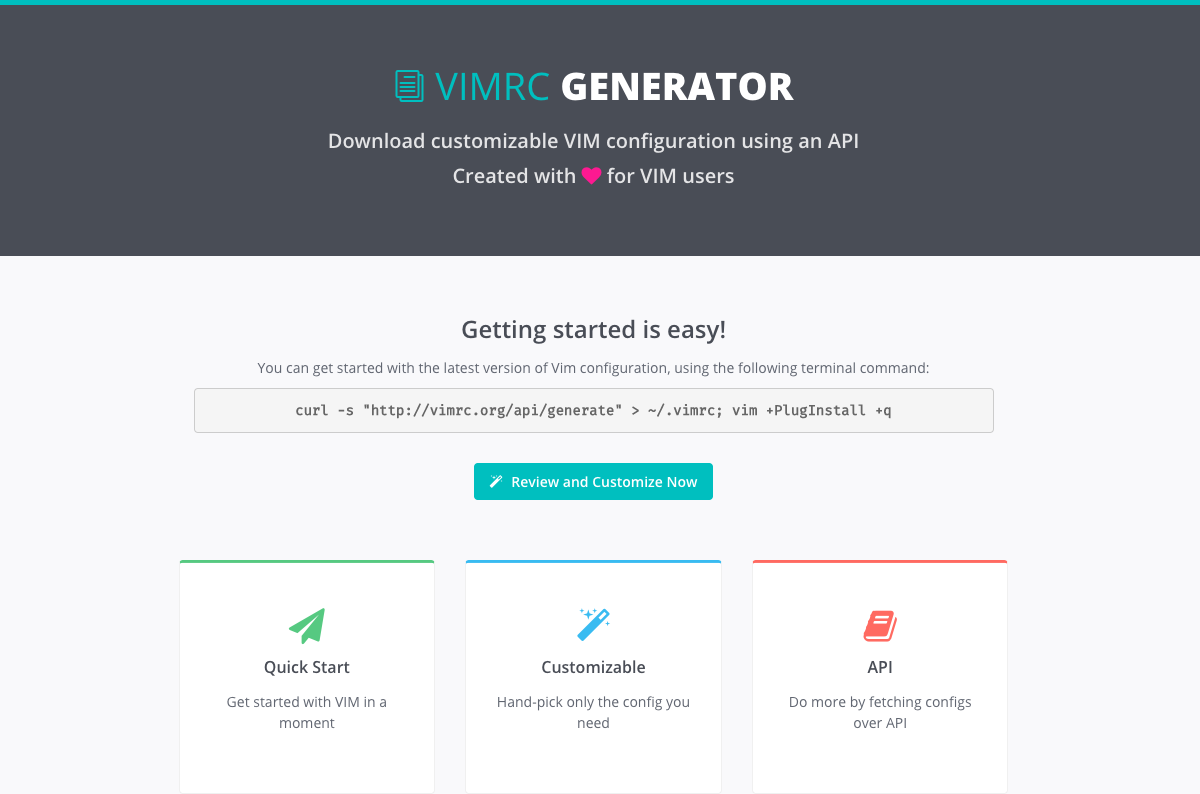 VIMRC GENERATOR
Download customizable VIM configuration using an API
Created with for VIM users
Getting started is easy!
You can get started with the latest version of Vim configuration, using the following terminal command:
curl -s "http://vimrc.org/api/generate" > ~/.vimrc; vim +PlugInstall +q
Review and Customize Now
Quick Start
Get started with VIM in a
moment
Customizable
Hand-pick only the config you
need
API
Do more by fetching configs
over API